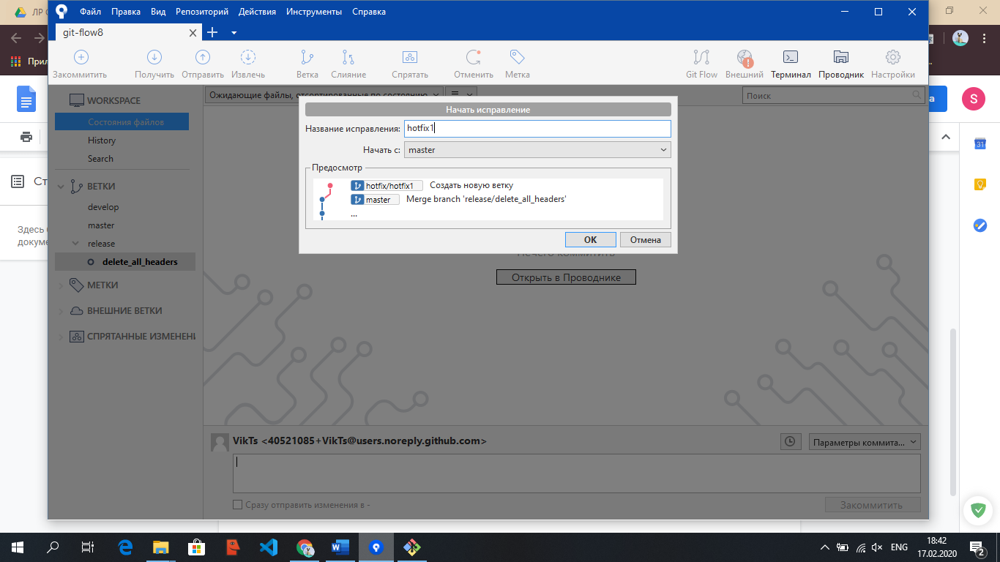 ЛР
Файл Правка Вид Репозиторий Действия Инструменты Справка
git-flow8
Закоммитить Получить Отправить Извлечь Ветка Слияние Спрятать Отменить Метка Git Flow Внешний Терминал Проводник Настройки
WORKSPACE
Состояния файлов
History
Search
ВЕТКИ
develop
master
release
delete_all_headers
МЕТКИ
ВНЕШНИЕ ВЕТКИ
СПРЯТАННЫЕ ИЗМЕНЕНИ
Ожидающие файлы, отсортированные по состоянию
Поиск
Начать исправление
Название исправления: hotfix1
Начать с: master
Предосмотр
hotfix/hotfix1 Создать новую ветку
master Merge branch 'release/delete_all_headers'
...
OK Отмена
Нечего коммитить
Открыть в Проводнике
VikTs <40521085+VikTs@users.noreply.github.com>
Параметры коммита...
Сразу отправить изменения в -
Закоммитить
Прил
Ст
Здесь
докуме
а
S
31
ENG
18:42
17.02.2020
2